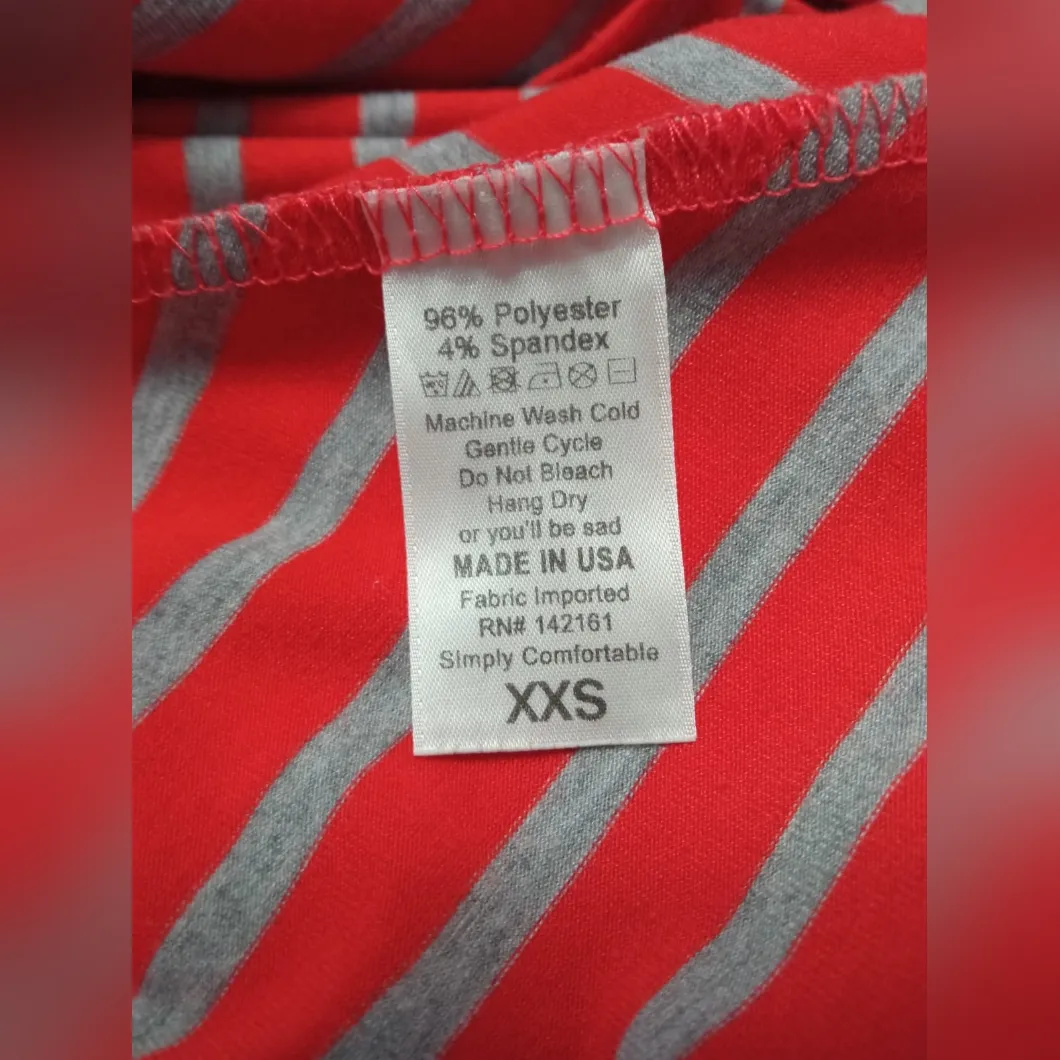 96% Polyester
4% Spandex
Machine Wash Cold
Gentle Cycle
Do Not Bleach
Hang Dry
or you'll be sad
MADE IN USA
Fabric Imported
RN# 142161
Simply Comfortable
XXS